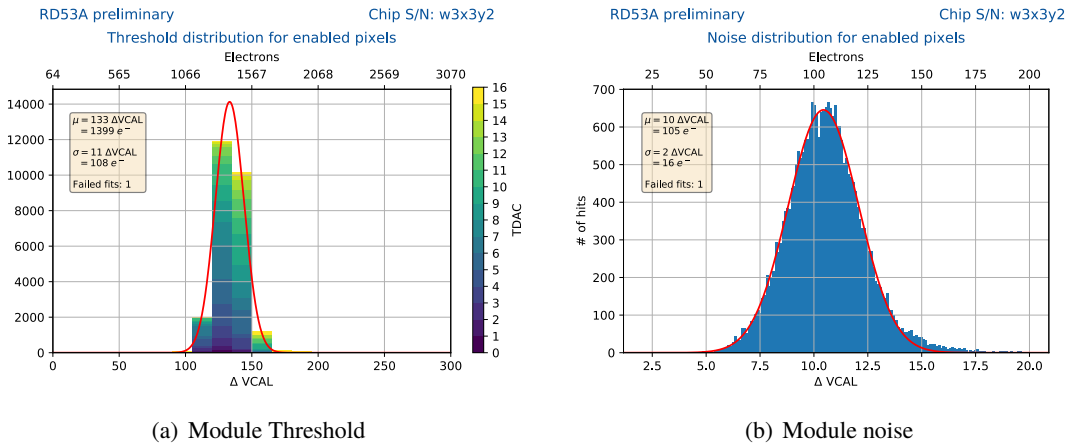 RD53A preliminary
Chip S/N: w3x3y2
Threshold distribution for enabled pixels
Electrons
64 565 1066 1567 2068 2569 3070
14000
12000
10000
8000
6000
4000
2000
0
μ = 133 ΔVCAL
= 1399 e⁻
σ = 11 ΔVCAL
= 108 e⁻
Failed fits: 1
0 50 100 150 200 250 300
Δ VCAL
16
15
14
13
12
11
10
9
8
7
6
5
4
3
2
1
0
TDAC
(a) Module Threshold
RD53A preliminary
Chip S/N: w3x3y2
Noise distribution for enabled pixels
Electrons
25 50 75 100 125 150 175 200
700
600
500
400
300
200
100
0
# of hits
μ = 10 ΔVCAL
= 105 e⁻
σ = 2 ΔVCAL
= 16 e⁻
Failed fits: 1
2.5 5.0 7.5 10.0 12.5 15.0 17.5 20.0
Δ VCAL
(b) Module noise